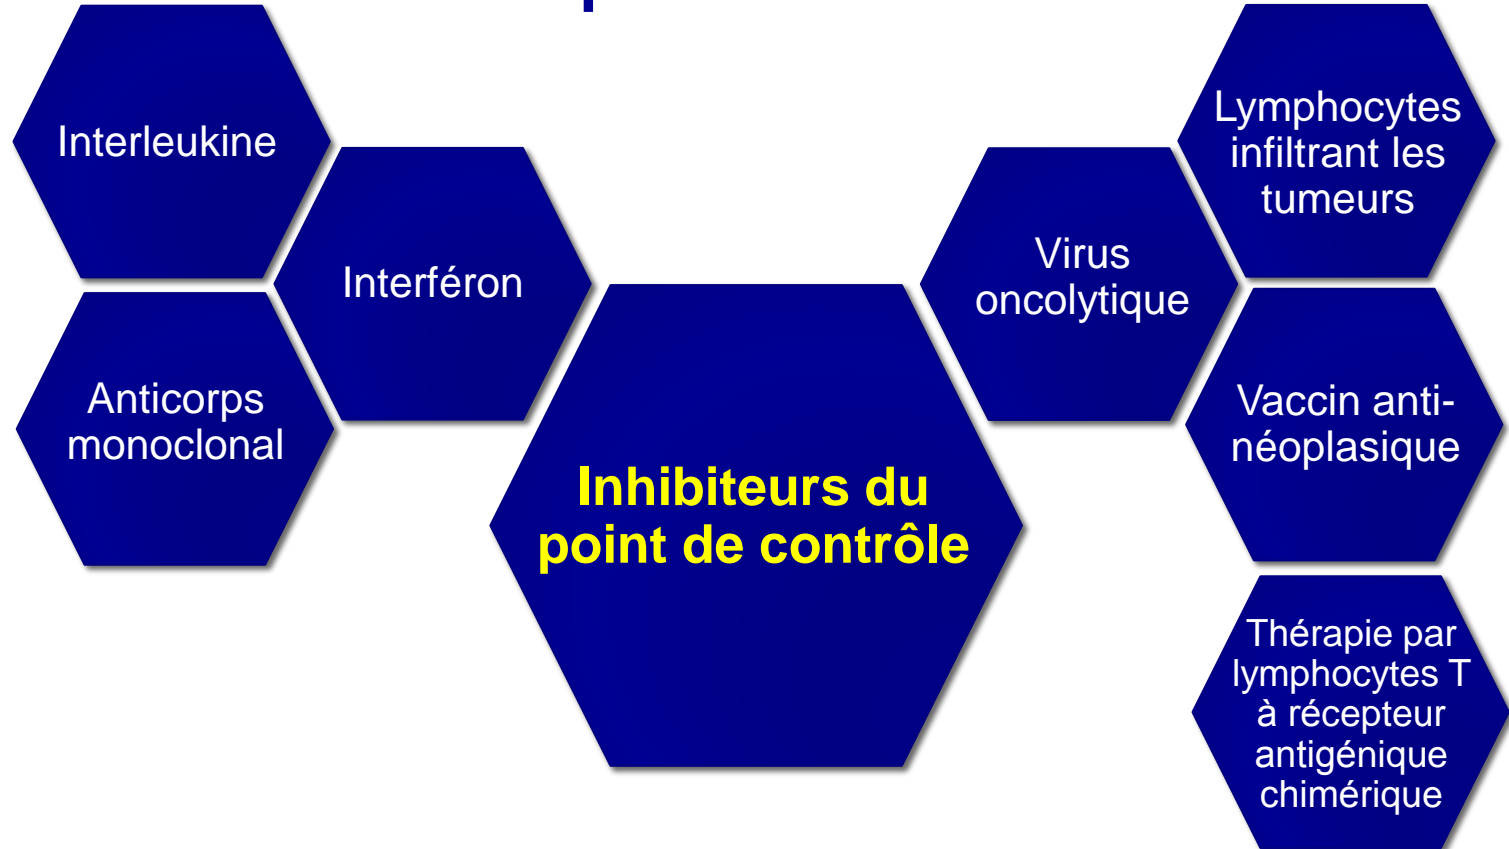 Interleukine
Interféron
Anticorps
monoclonal
Inhibiteurs du
point de contrôle
Virus
oncolytique
Lymphocytes
infiltrant les
tumeurs
Vaccin anti-
néoplasique
Thérapie par
lymphocytes T
à récepteur
antigénique
chimérique